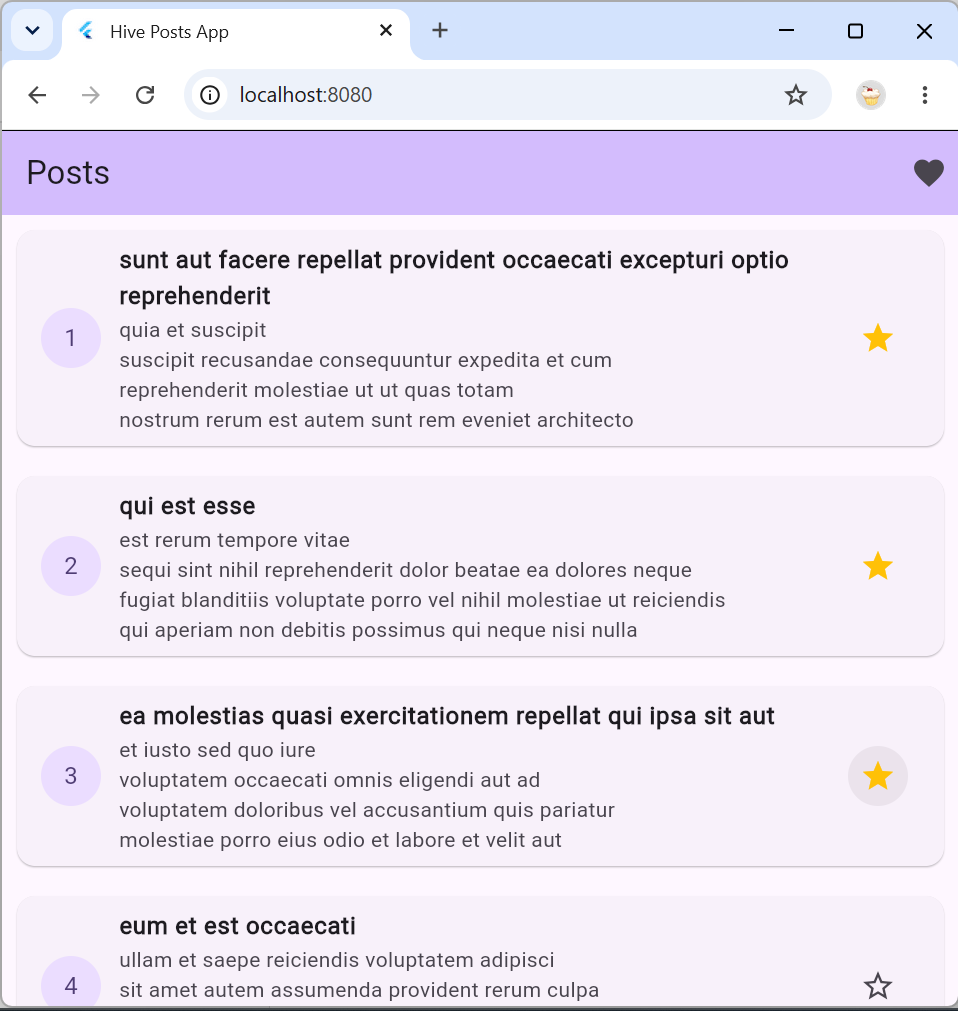 Hive Posts App
localhost:8080
Posts
sunt aut facere repellat provident occaecati excepturi optio
reprehenderit
1
quia et suscipit
suscipit recusandae consequuntur expedita et cum
reprehenderit molestiae ut ut quas totam
nostrum rerum est autem sunt rem eveniet architecto
qui est esse
2
est rerum tempore vitae
sequi sint nihil reprehenderit dolor beatae ea dolores neque
fugiat blanditiis voluptate porro vel nihil molestiae ut reiciendis
qui aperiam non debitis possimus qui neque nisi nulla
ea molestias quasi exercitationem repellat qui ipsa sit aut
3
et iusto sed quo iure
voluptatem occaecati omnis eligendi aut ad
voluptatem doloribus vel accusantium quis pariatur
molestiae porro eius odio et labore et velit aut
eum et est occaecati
4
ullam et saepe reiciendis voluptatem adipisci
sit amet autem assumenda provident rerum culpa